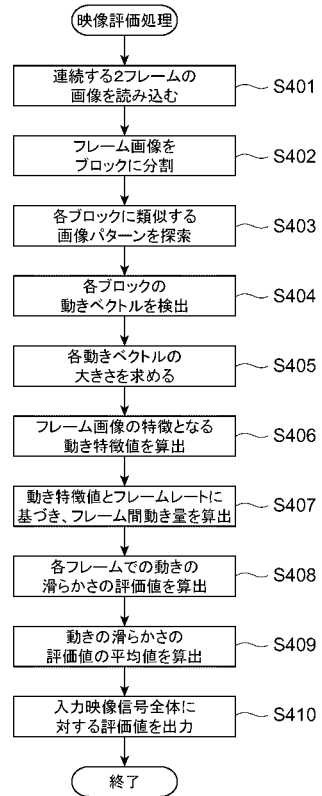 映像評価処理
連続する2フレームの
画像を読み込む
S401
フレーム画像を
ブロックに分割
S402
各ブロックに類似する
画像パターンを探索
S403
各ブロックの
動きベクトルを検出
S404
各動きベクトルの
大きさを求める
S405
フレーム画像の特徴となる
動き特徴値を算出
S406
動き特徴値とフレームレートに
基づき、フレーム間動き量を算出
S407
各フレームでの動きの
滑らかさの評価値を算出
S408
動きの滑らかさの
評価値の平均値を算出
S409
入力映像信号全体に
対する評価値を出力
S410
終了